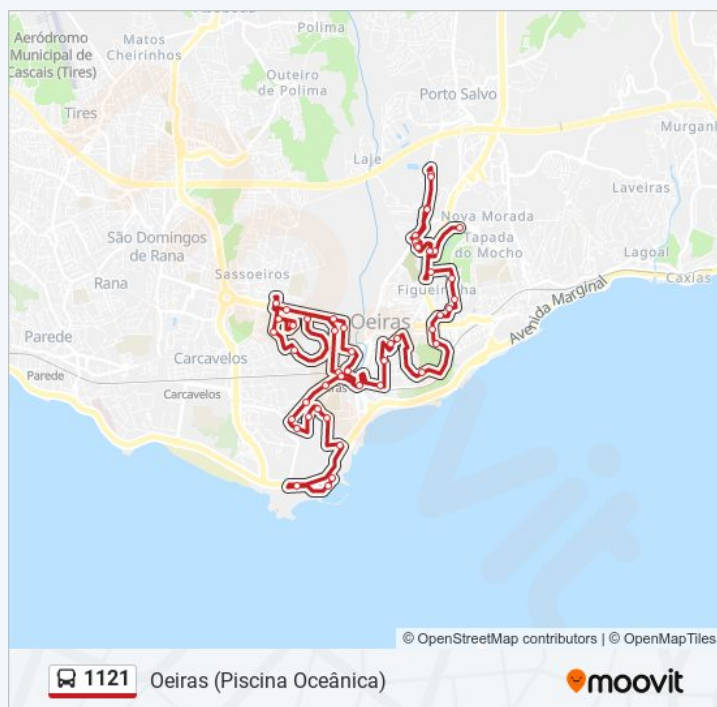 Polima
Aeródromo
Municipal de
Cascais (Tires)
Matos
Cheirinhos
Outeiro
de Polima
Porto Salvo
Tires
Laje
Murganh
Laveiras
Nova Morada
Tapada
do Mocho
São Domingos
de Rana
Lagoal
Caxias
Sassoeiros
Rana
Figueirinha
Avenida Marginal
Oeiras
Parede
Carcavelos
Parede
Carcavelos
© OpenStreetMap contributors | © OpenMapTiles
1121 Oeiras (Piscina Oceânica) moovit